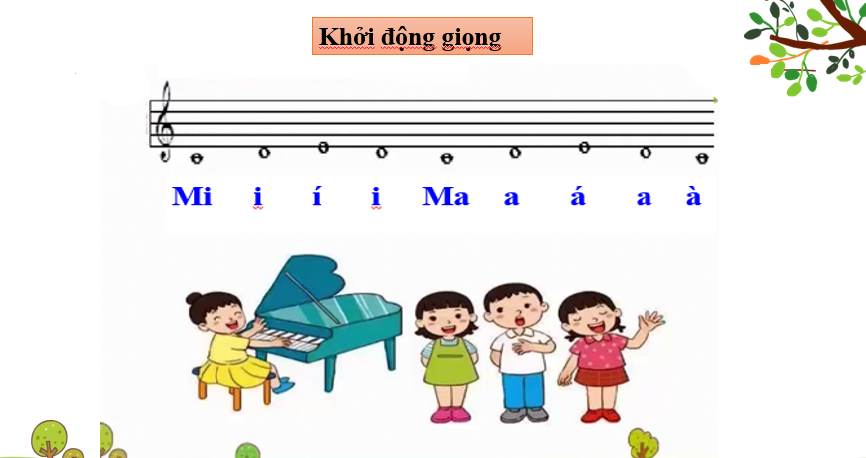 Khởi động giọng
Mi i í i Ma a á a à